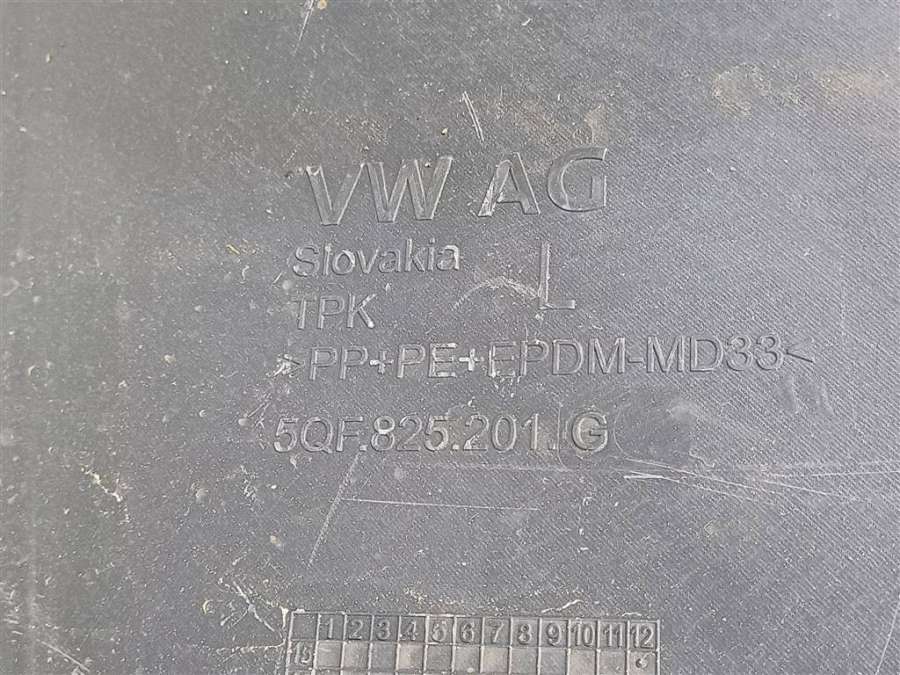 VW AG
Slovakia L
TPK
>PP+PE+EPDM-MD33<
5QF.825.201. G
1 2 3 4 5 6 7 8 9 10 11 12